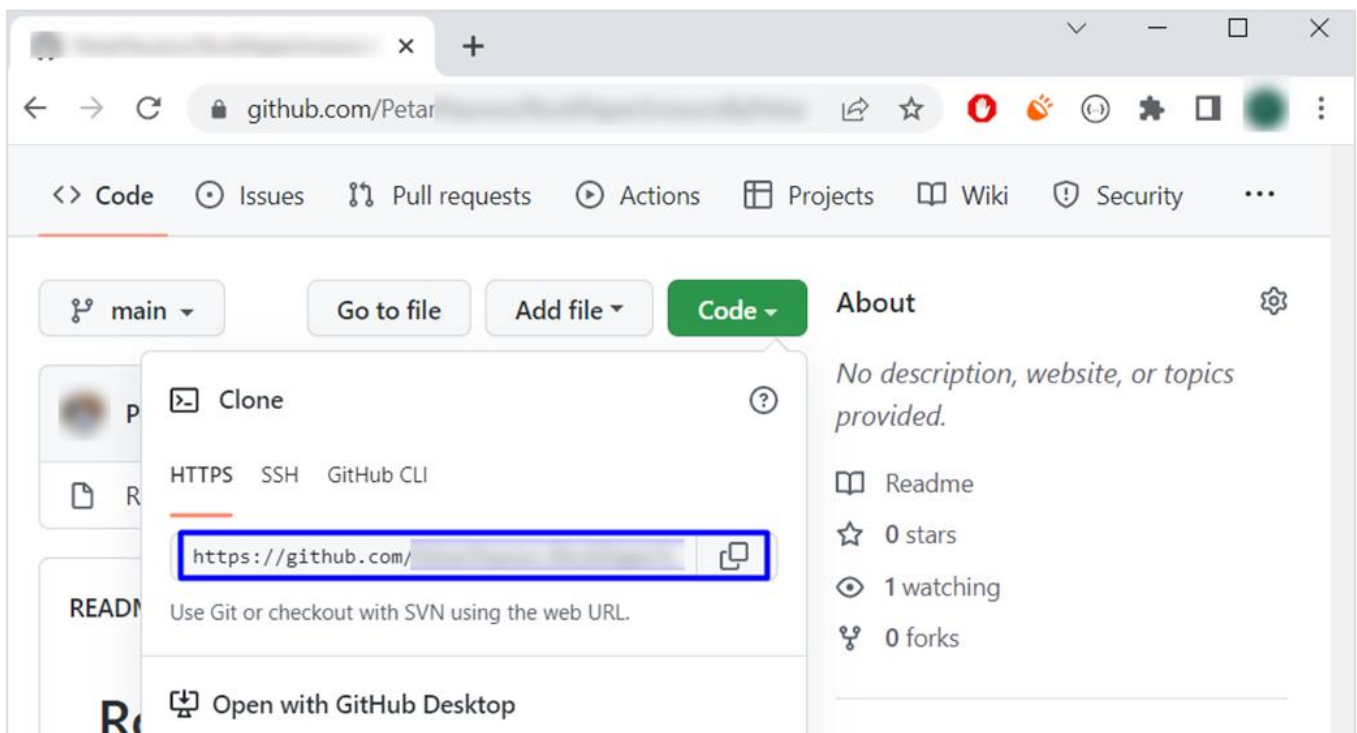 github.com/Petar
Code Issues Pull requests Actions Projects Wiki Security ...
main Go to file Add file Code About
No description, website, or topics
provided.
P
Clone
HTTPS SSH GitHub CLI
Readme
R
https://github.com/
0 stars
1 watching
READM
Use Git or checkout with SVN using the web URL.
0 forks
Open with GitHub Desktop